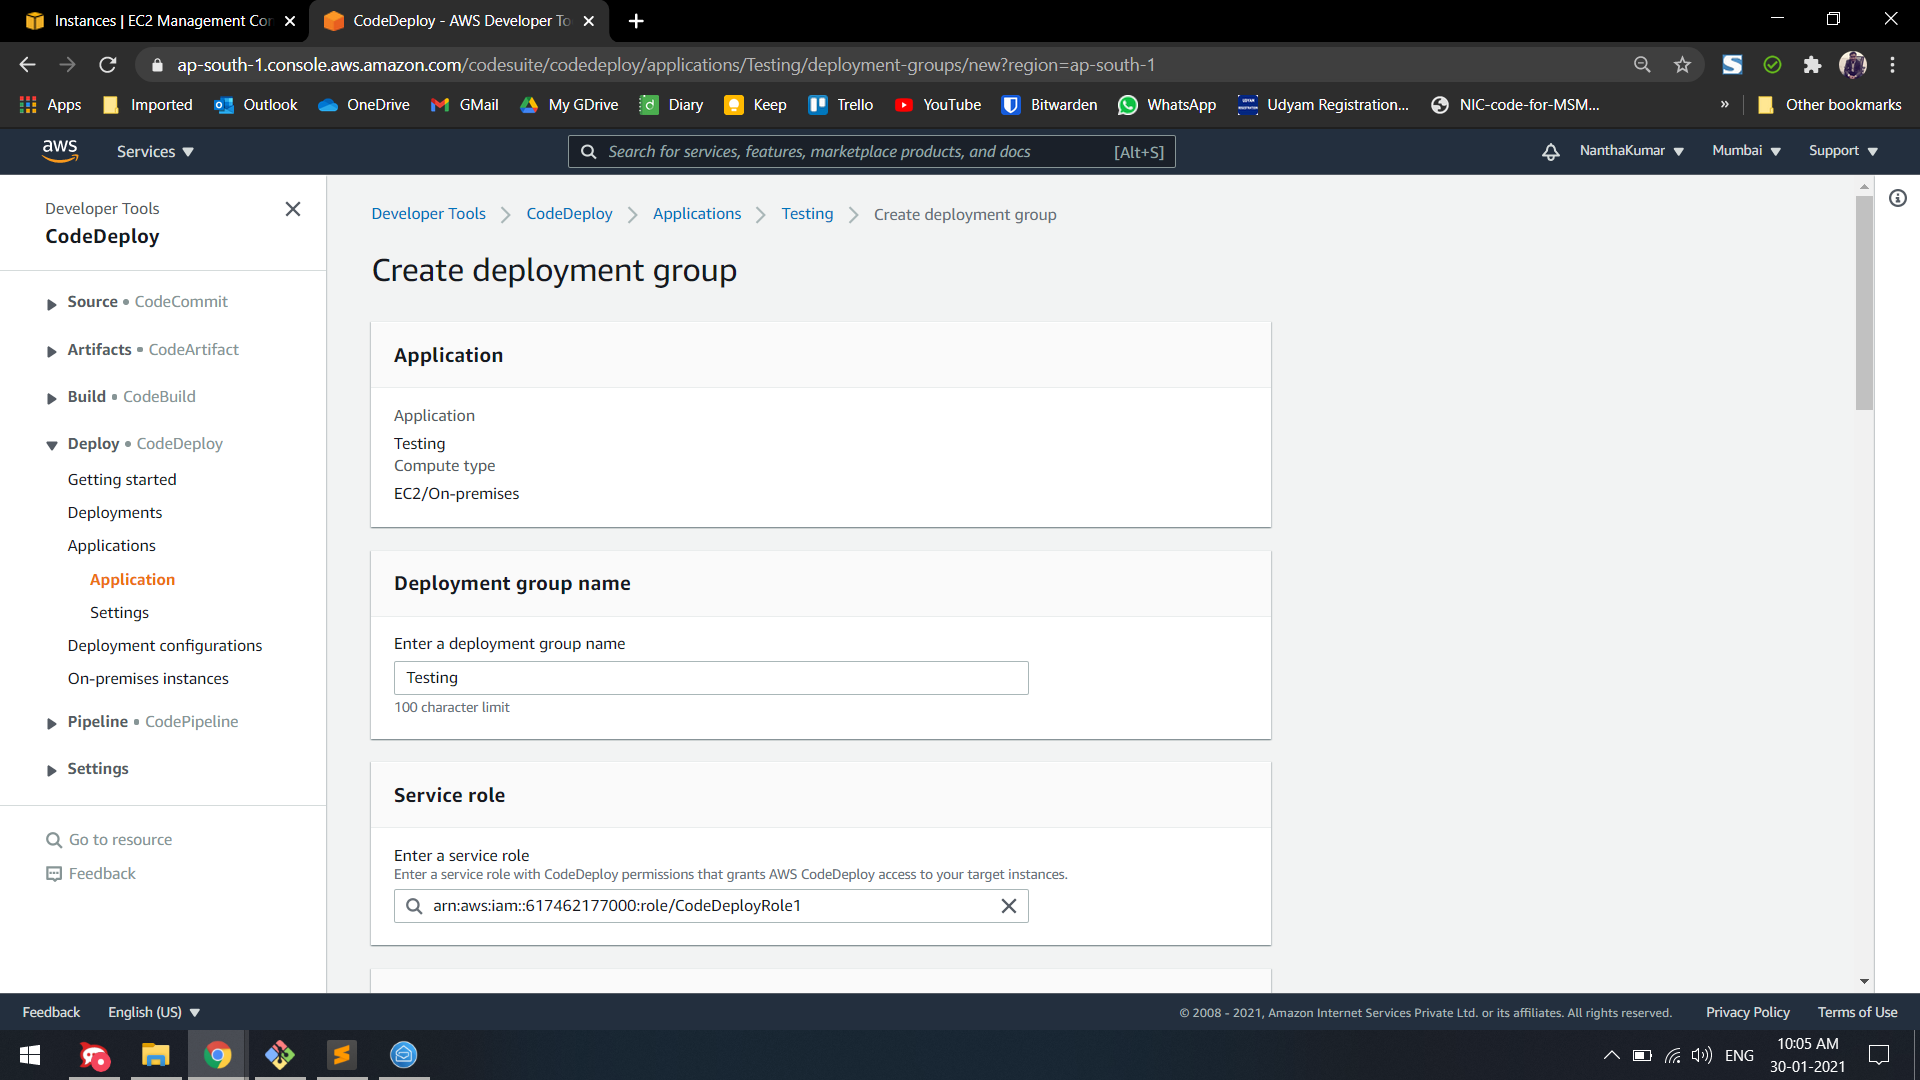 Instances | EC2 Management Con
CodeDeploy - AWS Developer To
ap-south-1.console.aws.amazon.com/codesuite/codedeploy/applications/Testing/deployment-groups/new?region=ap-south-1
Apps Imported Outlook OneDrive GMail My GDrive Diary Keep Trello YouTube Bitwarden WhatsApp Udyam Registration... NIC-code-for-MSM... » Other bookmarks
aws Services Search for services, features, marketplace products, and docs [Alt+S] NanthaKumar Mumbai Support
Developer Tools
CodeDeploy
Source • CodeCommit
Artifacts • CodeArtifact
Build • CodeBuild
Deploy • CodeDeploy
Getting started
Deployments
Applications
Application
Settings
Deployment configurations
On-premises instances
Pipeline • CodePipeline
Settings
Go to resource
Feedback
Developer Tools > CodeDeploy > Applications > Testing > Create deployment group
Create deployment group
Application
Application
Testing
Compute type
EC2/On-premises
Deployment group name
Enter a deployment group name
Testing
100 character limit
Service role
Enter a service role
Enter a service role with CodeDeploy permissions that grants AWS CodeDeploy access to your target instances.
arn:aws:iam::617462177000:role/CodeDeployRole1
Feedback English (US) © 2008 - 2021, Amazon Internet Services Private Ltd. or its affiliates. All rights reserved. Privacy Policy Terms of Use
ENG
10:05 AM
30-01-2021